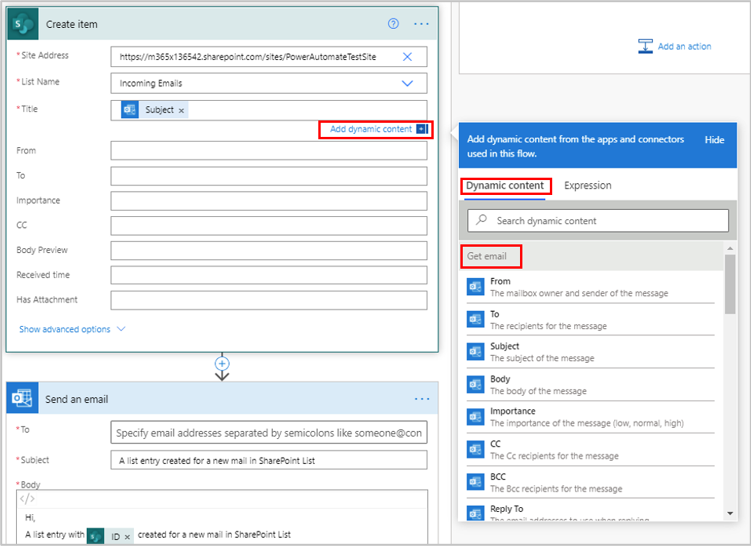 Create item
* Site Address
https://m365x136542.sharepoint.com/sites/PowerAutomateTestSite
* List Name
Incoming Emails
* Title
Subject ×
Add dynamic content
From
To
Importance
CC
Body Preview
Received time
Has Attachment
Show advanced options
Send an email
* To
Specify email addresses separated by semicolons like someone@con
* Subject
A list entry created for a new mail in SharePoint List
* Body
</>
Hi,
A list entry with ID × created for a new mail in SharePoint List
Add an action
Add dynamic content from the apps and connectors
used in this flow.
Hide
Dynamic content
Expression
Search dynamic content
Get email
From
The mailbox owner and sender of the message
To
The recipients for the message
Subject
The subject of the message
Body
The body of the message
Importance
The importance of the message (low, normal, high)
CC
The Cc recipients for the message
BCC
The Bcc recipients for the message
Reply To
The email addresses to use when replying